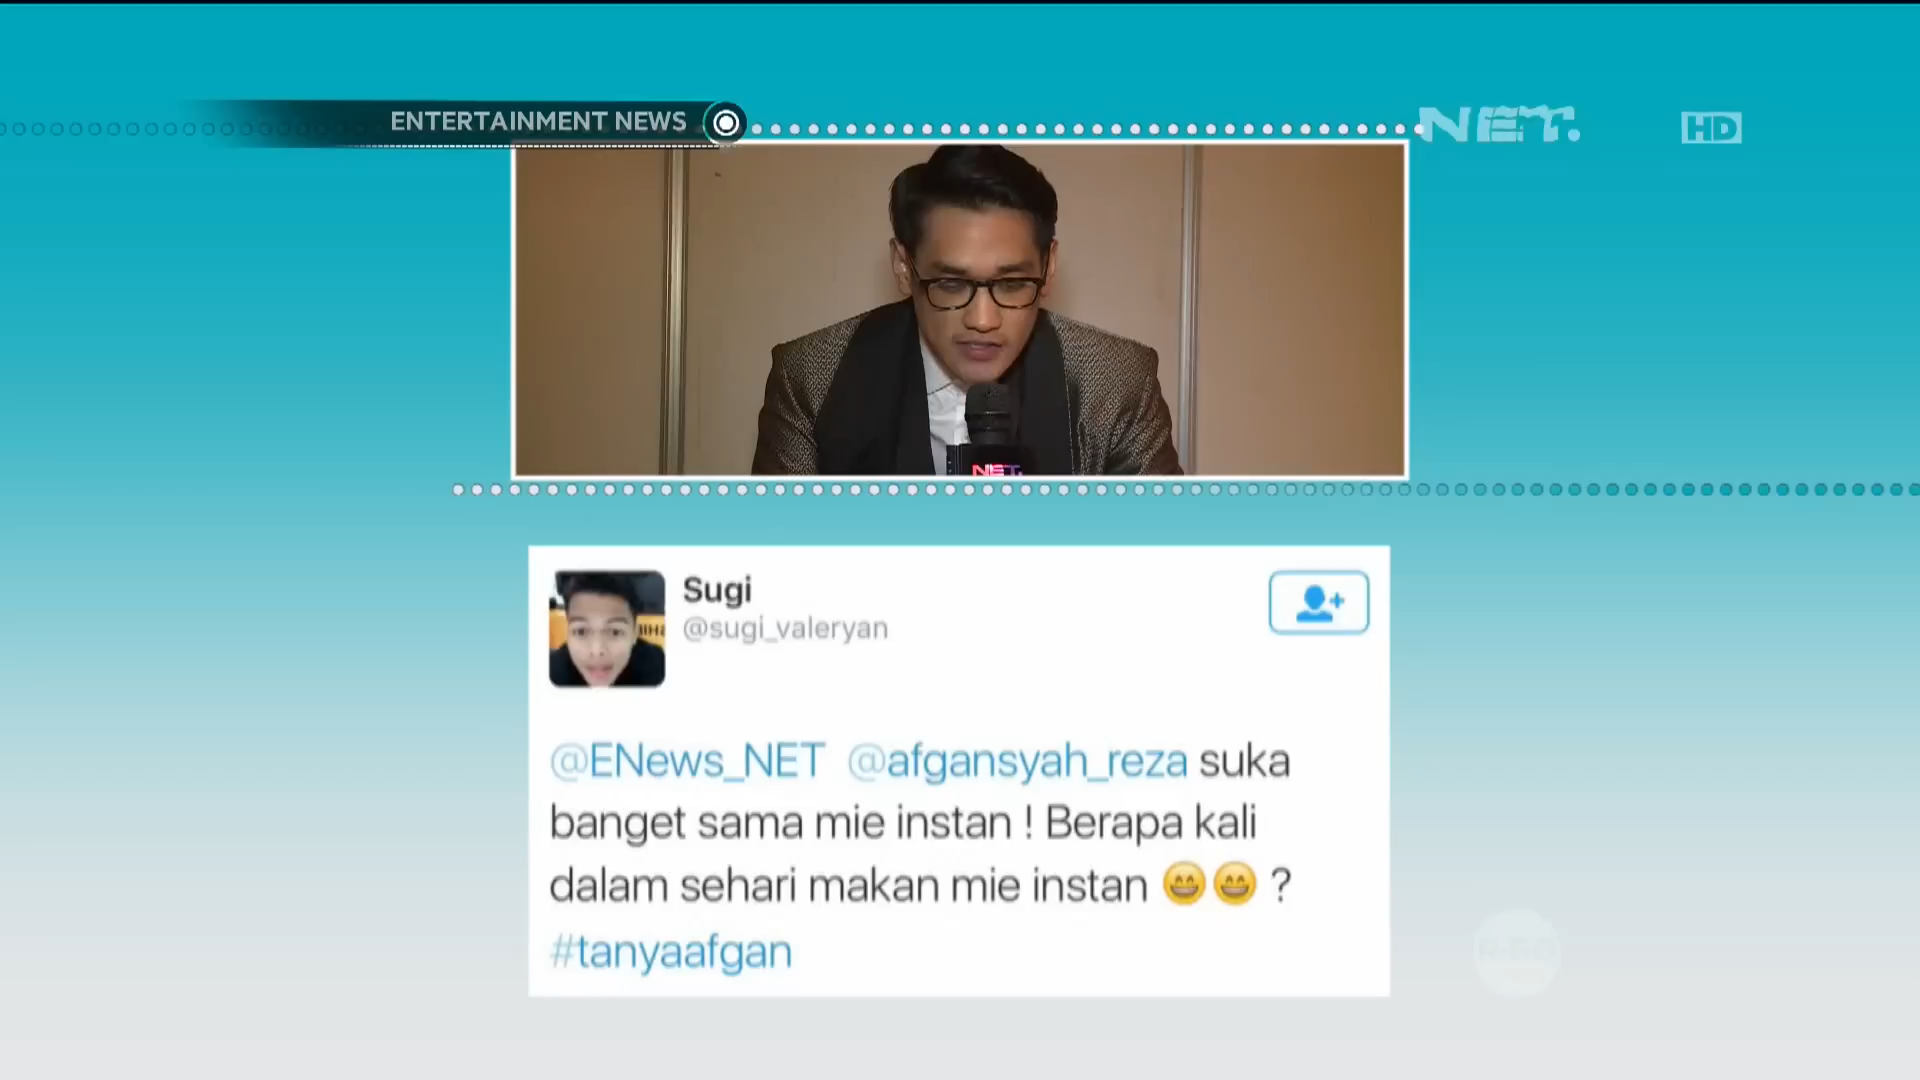 ENTERTAINMENT NEWS
NET.
HD
NET.
Sugi
@sugi_valeryan
@ENews_NET @afgansyah_reza suka
banget sama mie instan ! Berapa kali
dalam sehari makan mie instan 😄😄 ?
#tanyaafgan